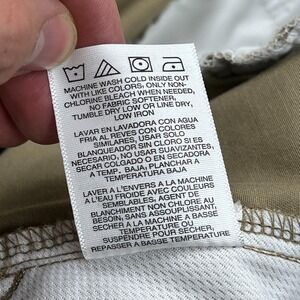 MACHINE WASH COLD INSIDE OUT
WITH LIKE COLORS, ONLY NON-
CHLORINE BLEACH WHEN NEEDED,
NO FABRIC SOFTENER,
TUMBLE DRY LOW OR LINE DRY,
LOW IRON
LAVAR EN LAVADORA CON AGUA
FRIA AL REVES CON COLORES
SIMILARES, USAR SOLO
BLANQUEADOR SIN CLORO SI ES
NECESARIO, NO USAR SUAVIZANTES,
SECADO COLGADO O EN SECADORA
A TEMP. BAJA, PLANCHAR A
TEMPERATURA BAJA
LAVER A L'ENVERS A LA MACHINE
A L'EAU FROIDE AVEC COULEURS
SEMBLABLES, AGENT DE
BLANCHIMENT NON CHLORE AU
BESOIN, SANS ASSOUPLISSANT,
SECHER A LA MACHINE A BASSE
TEMPERATURE OU
SUSPENDRE POUR SECHER,
REPASSER A BASSE TEMPERATURE